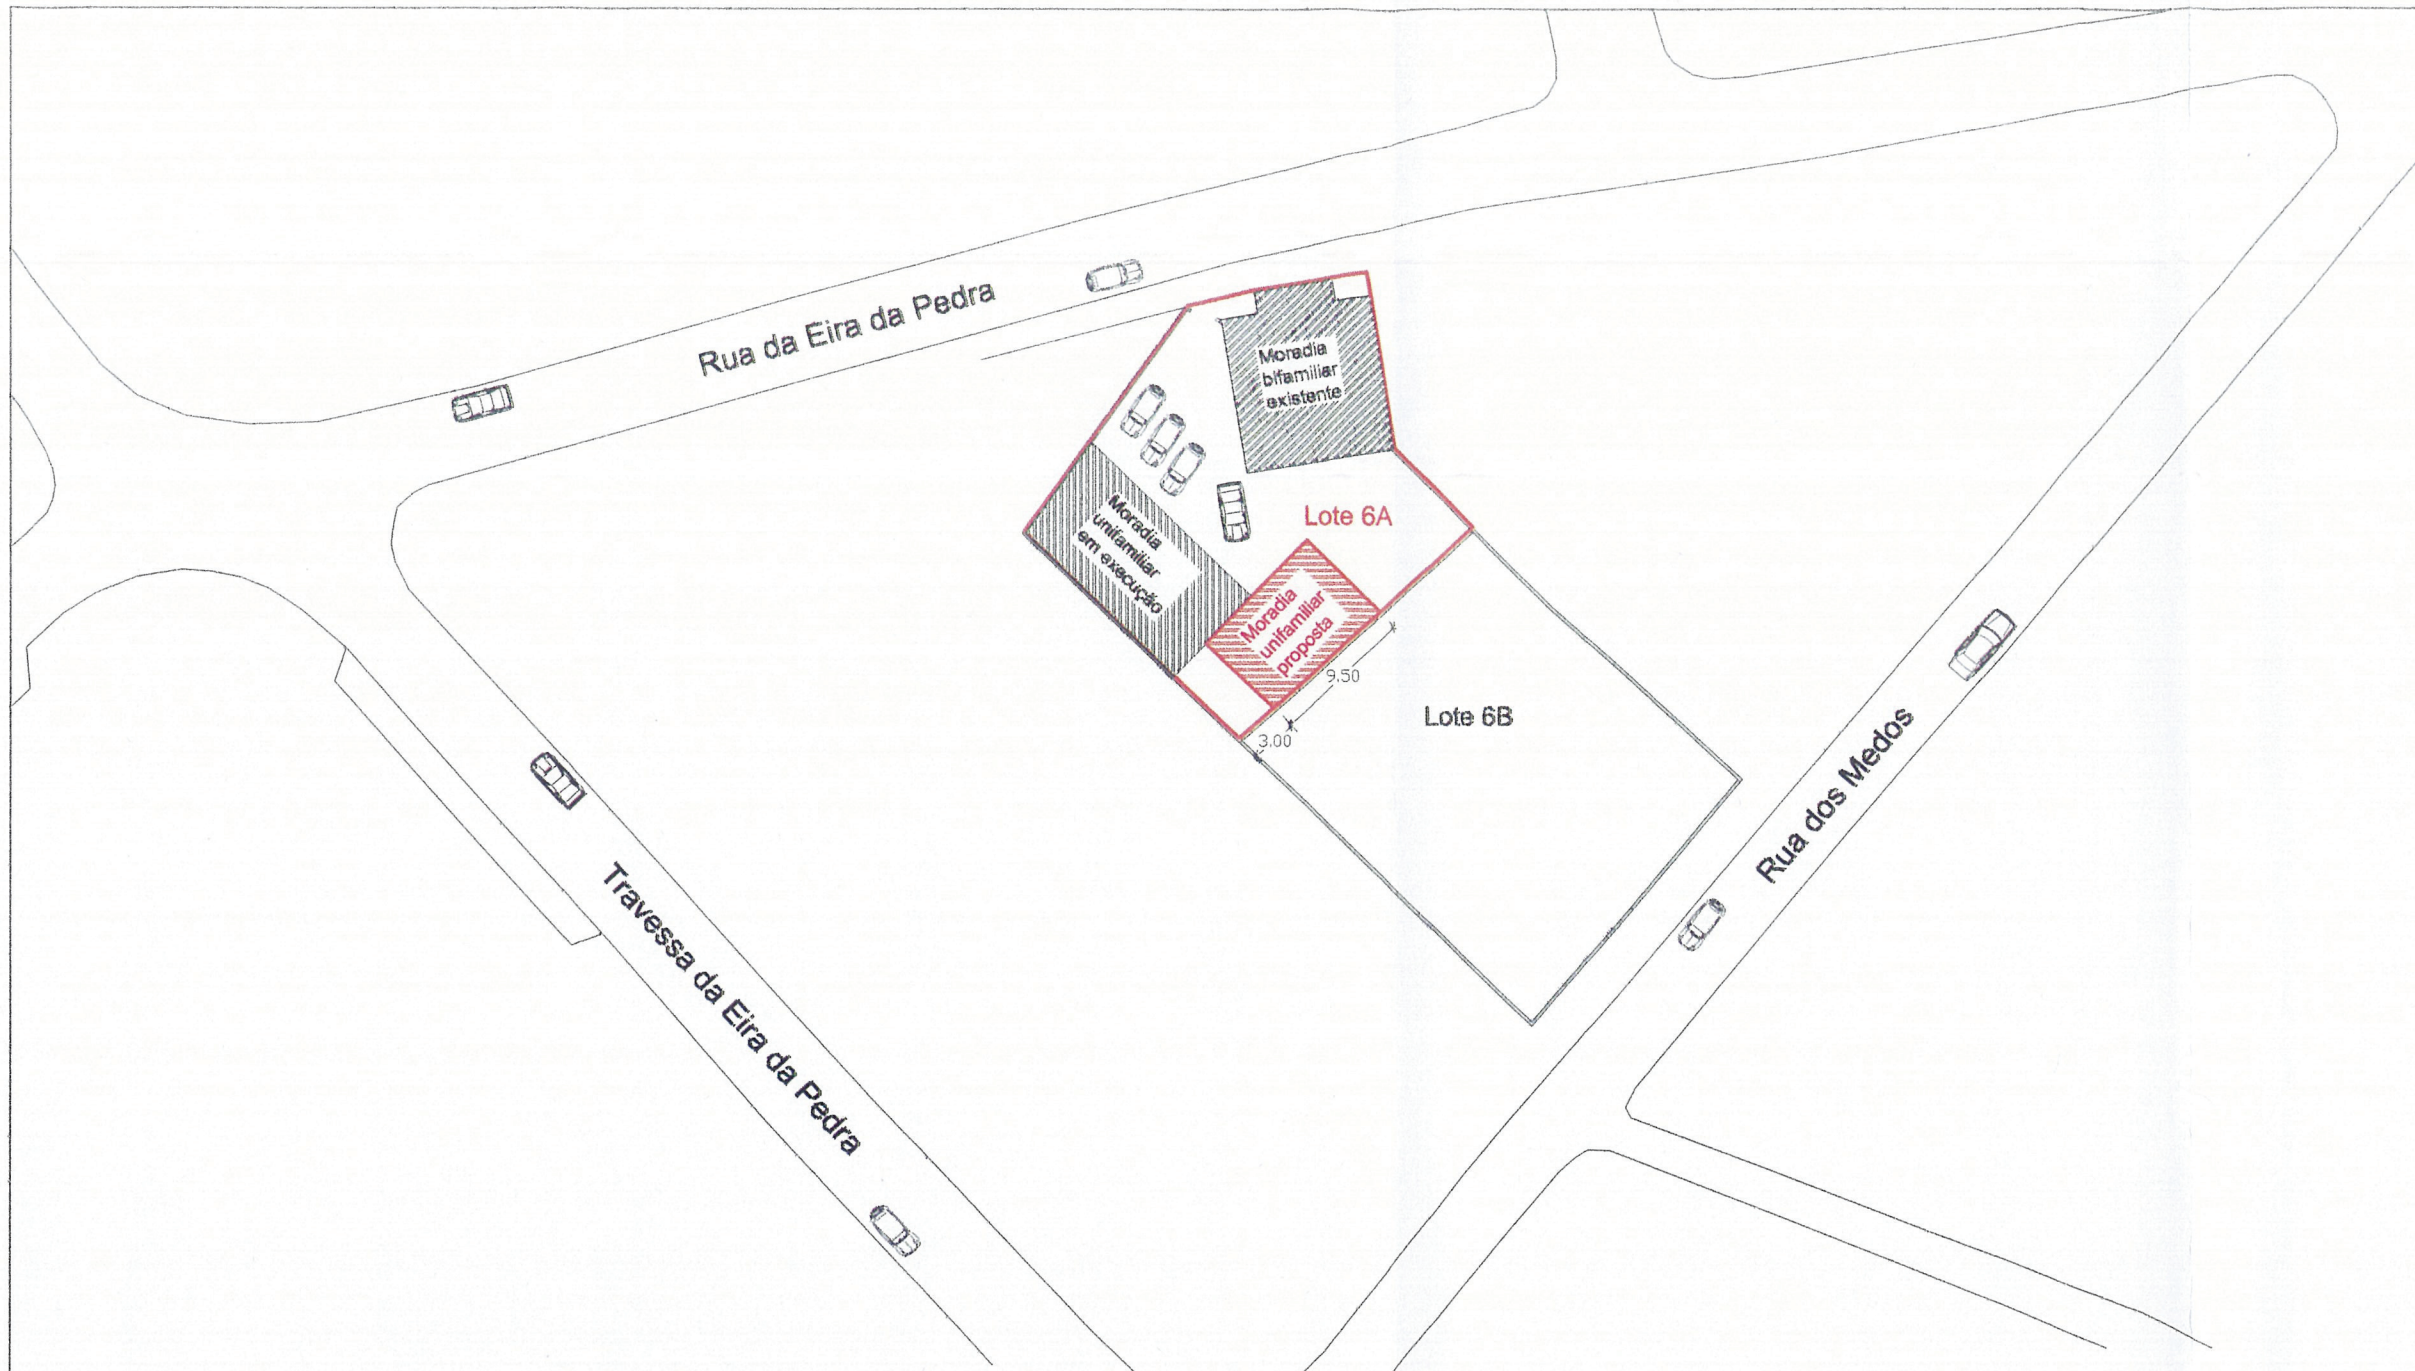 Rua da Eira da Pedra
Moradia
bifamiliar
existente
Lote 6A
Moradia
unifamiliar
em execução
Moradia
unifamiliar
proposta
9.50
3.00
Lote 6B
Rua dos Medos
Travessa da Eira da Pedra